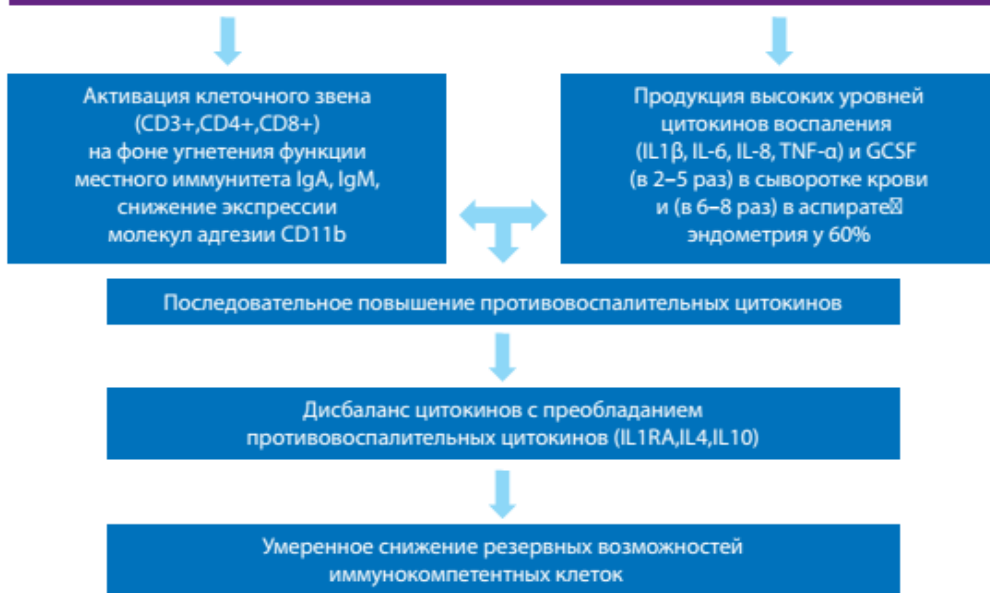 Активация клеточного звена
(CD3+,CD4+,CD8+)
на фоне угнетения функции
местного иммунитета IgA, IgM,
снижение экспрессии
молекул адгезии CD11b
Продукция высоких уровней
цитокинов воспаления
(IL1β, IL-6, IL-8, TNF-α) и GCSF
(в 2–5 раз) в сыворотке крови
и (в 6–8 раз) в аспирате
эндометрия у 60%
Последовательное повышение противовоспалительных цитокинов
Дисбаланс цитокинов с преобладанием
противовоспалительных цитокинов (IL1RA,IL4,IL10)
Умеренное снижение резервных возможностей
иммунокомпетентных клеток